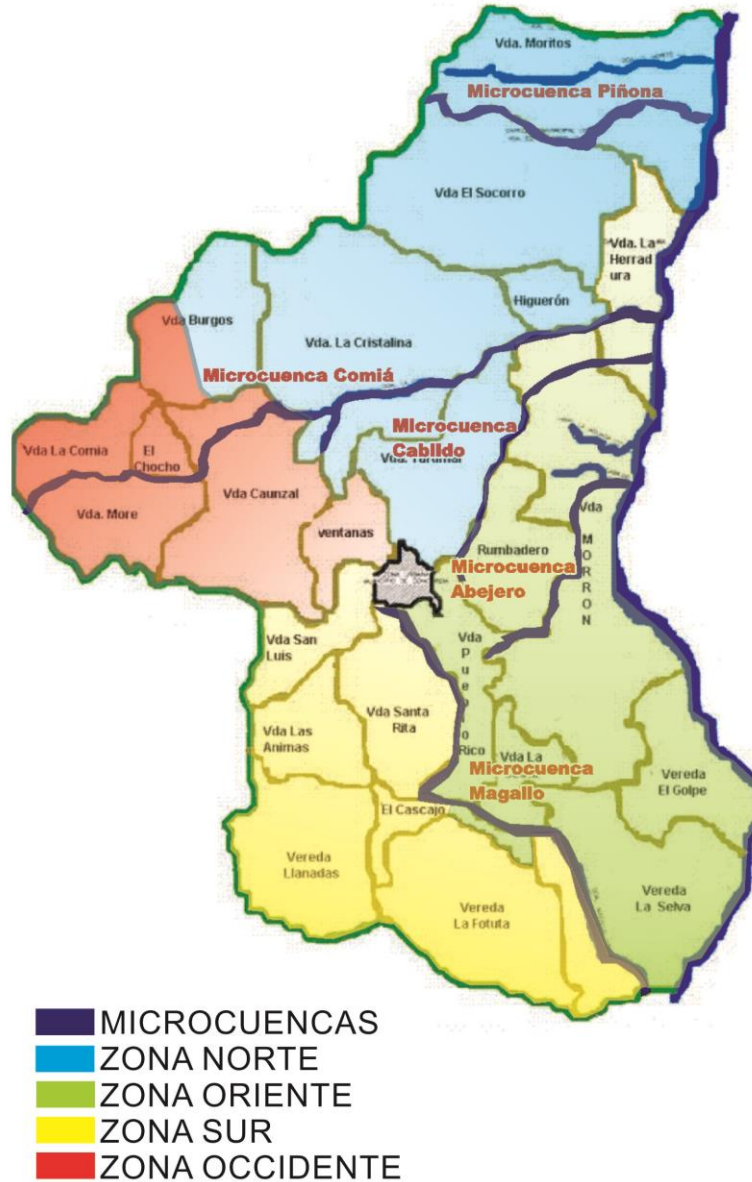 Vda. Moritos
Microcuenca Piñona
Vda El Socorro
Vda. La
Herrad
ura
Higuerón
Vda Burgos
Vda. La Cristalina
Microcuenca Comiá
Microcuenca
Cabildo
Vda La Comia
El
Chocho
Vda. More
Vda Caunzal
ventanas
Vda
MORRON
Rumbadero
Microcuenca
Abejero
Vda San
Luis
Vda
Rico
Vda Santa
Rita
Vda Las
Animas
Vda La
Microcuenca
Magallo
Vereda
El Golpe
El Cascajo
Vereda
Llanadas
Vereda
La Fotuta
Vereda
La Selva
MICROCUENCAS
ZONA NORTE
ZONA ORIENTE
ZONA SUR
ZONA OCCIDENTE